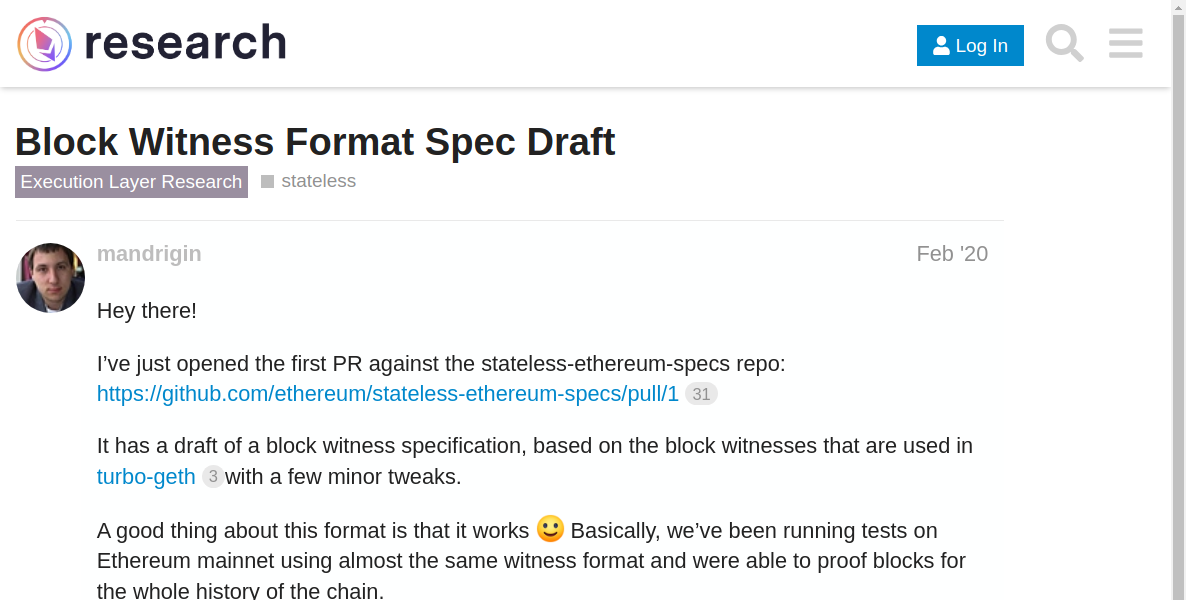 research
Log In
Block Witness Format Spec Draft
Execution Layer Research stateless
mandrigin Feb '20
Hey there!
I’ve just opened the first PR against the stateless-ethereum-specs repo:
https://github.com/ethereum/stateless-ethereum-specs/pull/1 31
It has a draft of a block witness specification, based on the block witnesses that are used in
turbo-geth 3 with a few minor tweaks.
A good thing about this format is that it works 🙂 Basically, we’ve been running tests on
Ethereum mainnet using almost the same witness format and were able to proof blocks for
the whole history of the chain.